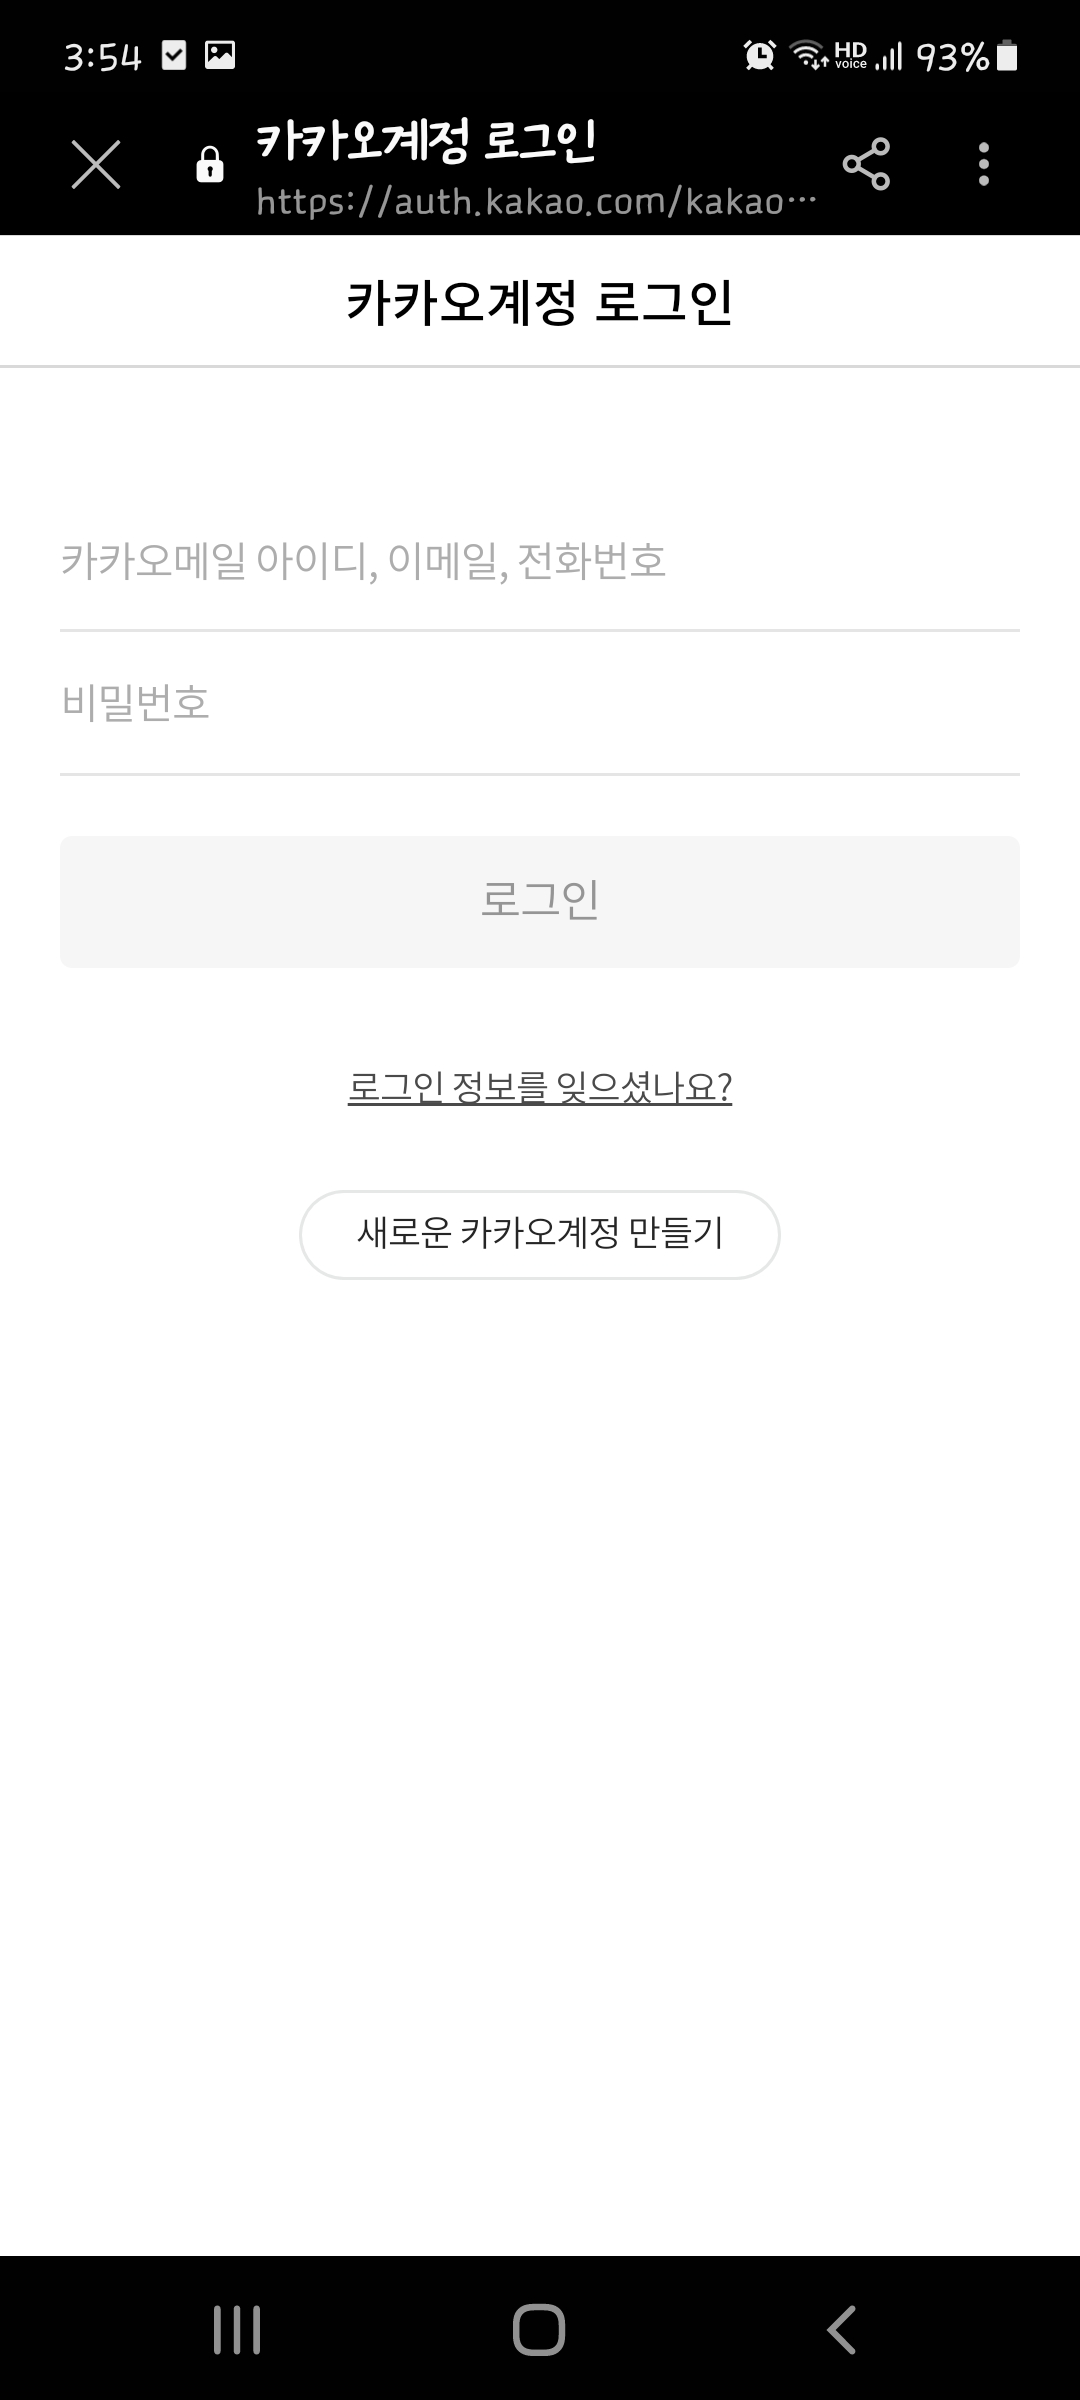 3:54 HD voice 93%
카카오계정 로그인
https://auth.kakao.com/kakao…
카카오계정 로그인
카카오메일 아이디, 이메일, 전화번호
비밀번호
로그인
로그인 정보를 잊으셨나요?
새로운 카카오계정 만들기